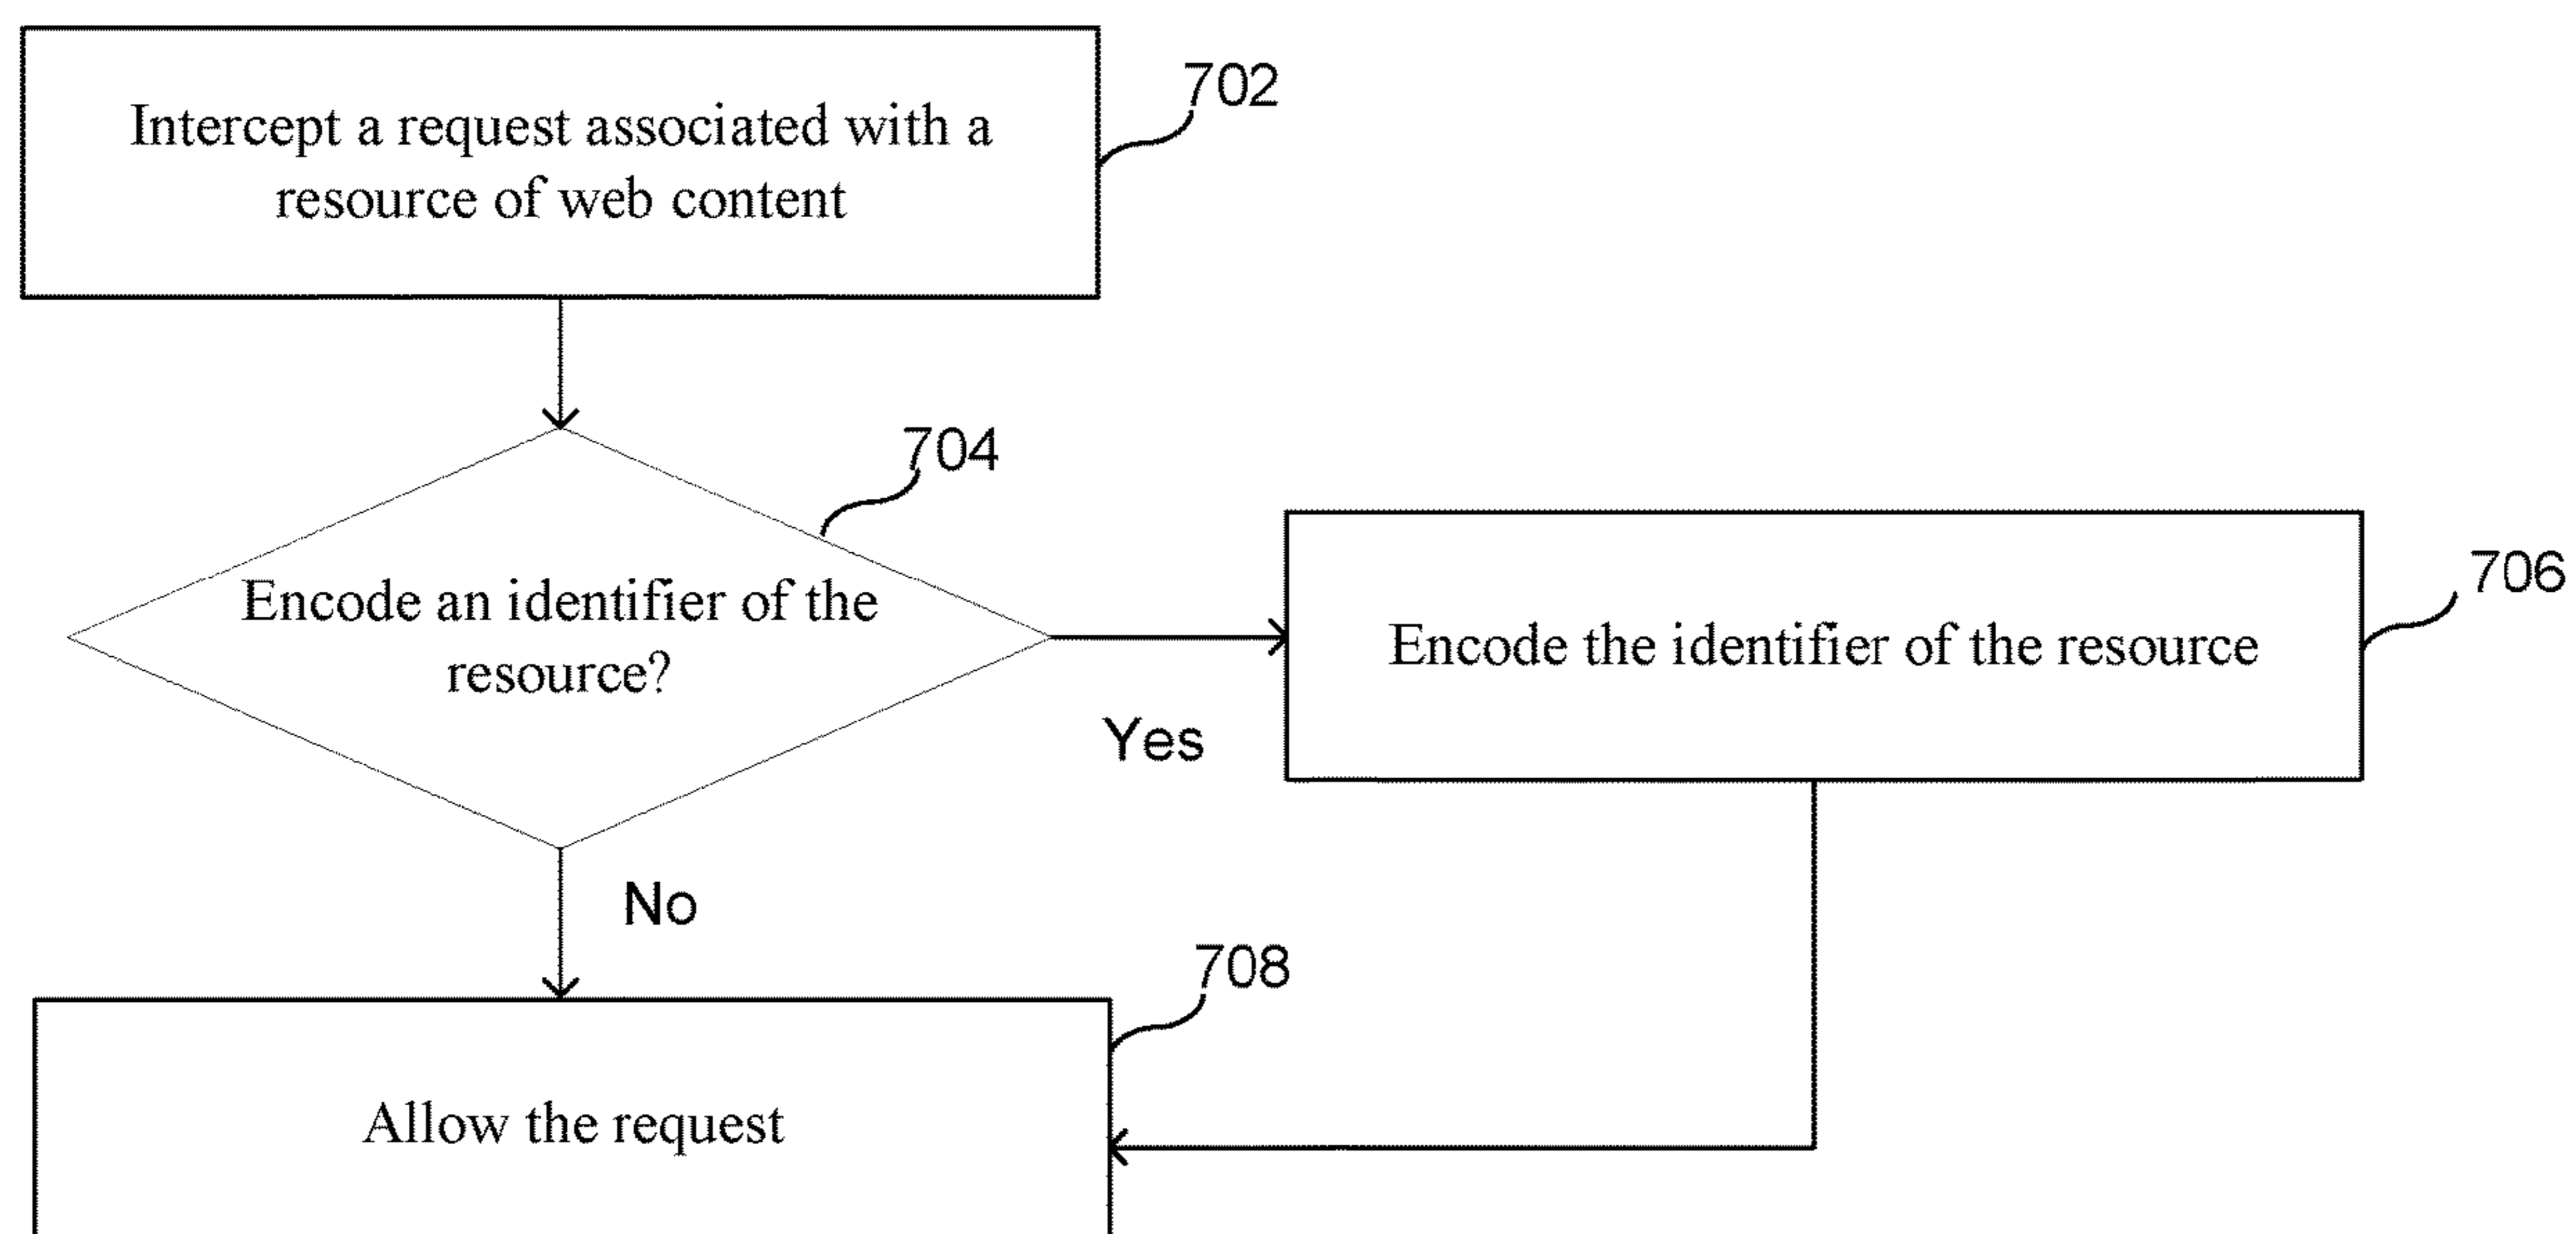 702
Intercept a request associated with a
resource of web content
704
Encode an identifier of the
resource?
706
Encode the identifier of the resource
Yes
No
708
Allow the request